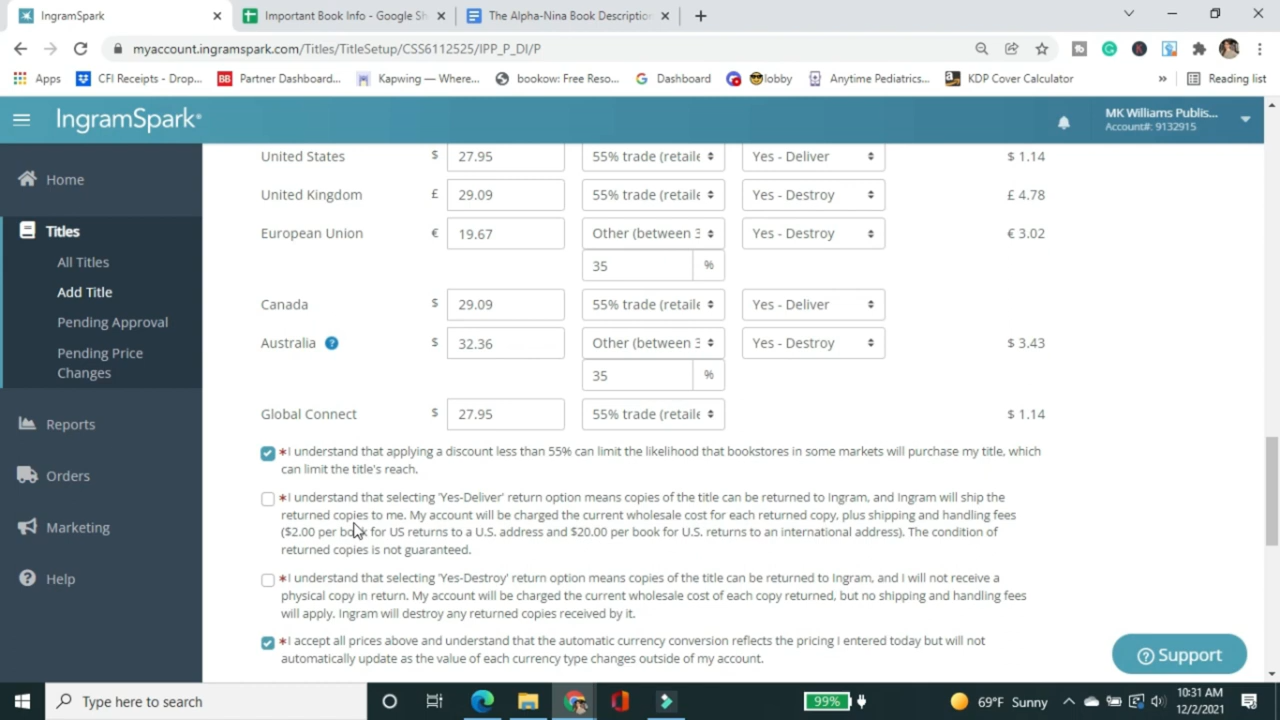 IngramSpark
Important Book Info - Google Sh
The Alpha-Nina Book Description
myaccount.ingramspark.com/Titles/TitleSetup/CSS6112525/IPP_P_DI/P
Apps
CFI Receipts - Drop...
BB
Partner Dashboard...
Kapwing — Where...
bookow: Free Reso...
Dashboard
lobby
Anytime Pediatrics...
KDP Cover Calculator
»
Reading list
IngramSpark®
MK Williams Publis...
Account#: 9132915
Home
Titles
All Titles
Add Title
Pending Approval
Pending Price
Changes
Reports
Orders
Marketing
Help
United States $ 27.95 55% trade (retaile Yes - Deliver $ 1.14
United Kingdom £ 29.09 55% trade (retaile Yes - Destroy £ 4.78
European Union € 19.67 Other (between 3 Yes - Destroy € 3.02
35 %
Canada $ 29.09 55% trade (retaile Yes - Deliver
Australia ? $ 32.36 Other (between 3 Yes - Destroy $ 3.43
35 %
Global Connect $ 27.95 55% trade (retaile $ 1.14
*I understand that applying a discount less than 55% can limit the likelihood that bookstores in some markets will purchase my title, which
can limit the title's reach.
*I understand that selecting 'Yes-Deliver' return option means copies of the title can be returned to Ingram, and Ingram will ship the
returned copies to me. My account will be charged the current wholesale cost for each returned copy, plus shipping and handling fees
($2.00 per book for US returns to a U.S. address and $20.00 per book for U.S. returns to an international address). The condition of
returned copies is not guaranteed.
*I understand that selecting 'Yes-Destroy' return option means copies of the title can be returned to Ingram, and I will not receive a
physical copy in return. My account will be charged the current wholesale cost of each copy returned, but no shipping and handling fees
will apply. Ingram will destroy any returned copies received by it.
*I accept all prices above and understand that the automatic currency conversion reflects the pricing I entered today but will not
automatically update as the value of each currency type changes outside of my account.
? Support
Type here to search
99%
69°F Sunny
10:31 AM
12/2/2021